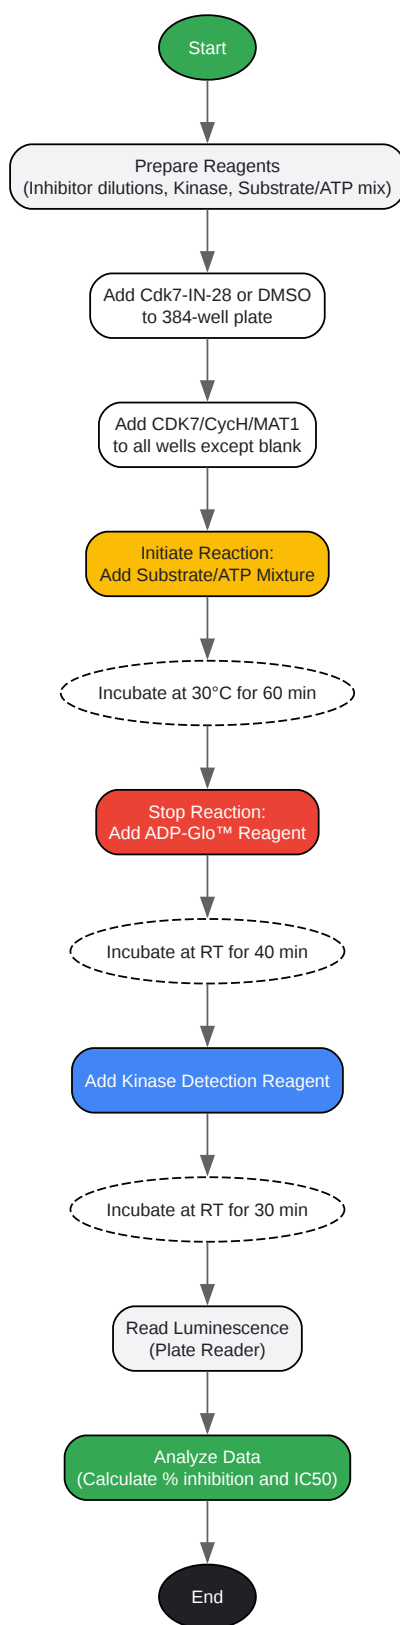 Start
Prepare Reagents
(Inhibitor dilutions, Kinase, Substrate/ATP mix)
Add Cdk7-IN-28 or DMSO
to 384-well plate
Add CDK7/CycH/MAT1
to all wells except blank
Initiate Reaction:
Add Substrate/ATP Mixture
Incubate at 30°C for 60 min
Stop Reaction:
Add ADP-Glo™ Reagent
Incubate at RT for 40 min
Add Kinase Detection Reagent
Incubate at RT for 30 min
Read Luminescence
(Plate Reader)
Analyze Data
(Calculate % inhibition and IC50)
End